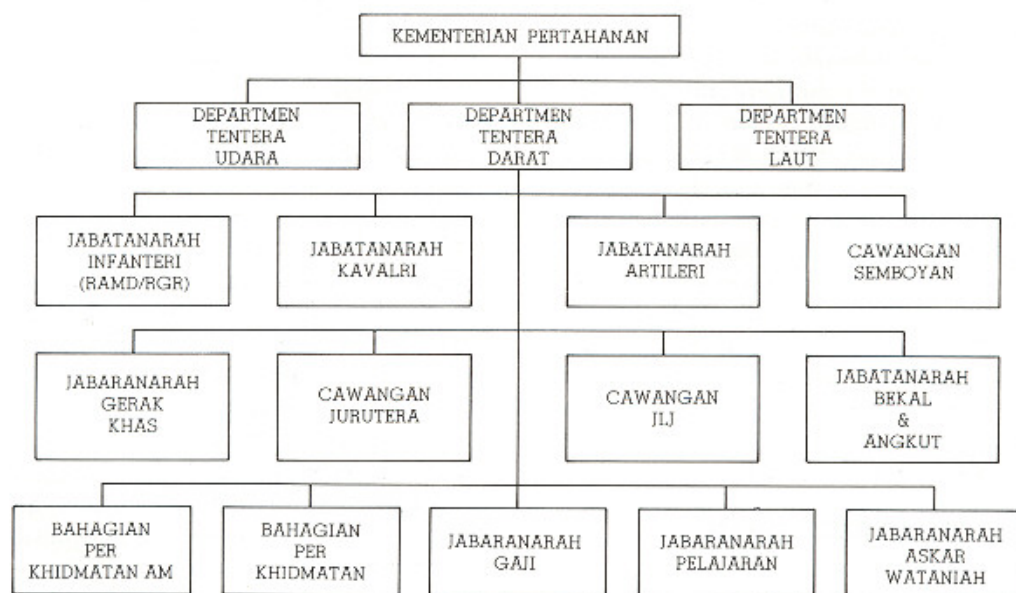 KEMENTERIAN PERTAHANAN
DEPARTMEN
TENTERA
UDARA
DEPARTMEN
TENTERA
DARAT
DEPARTMEN
TENTERA
LAUT
JABATANARAH
INFANTERI
(RAMD/RGR)
JABATANARAH
KAVALRI
JABATANARAH
ARTILERI
CAWANGAN
SEMBOYAN
JABARANARAH
GERAK
KHAS
CAWANGAN
JURUTERA
CAWANGAN
JLJ
JABATANARAH
BEKAL
&
ANGKUT
BAHAGIAN
PER
KHIDMATAN AM
BAHAGIAN
PER
KHIDMATAN
JABARANARAH
GAJI
JABARANARAH
PELAJARAN
JABARANARAH
ASKAR
WATANIAH